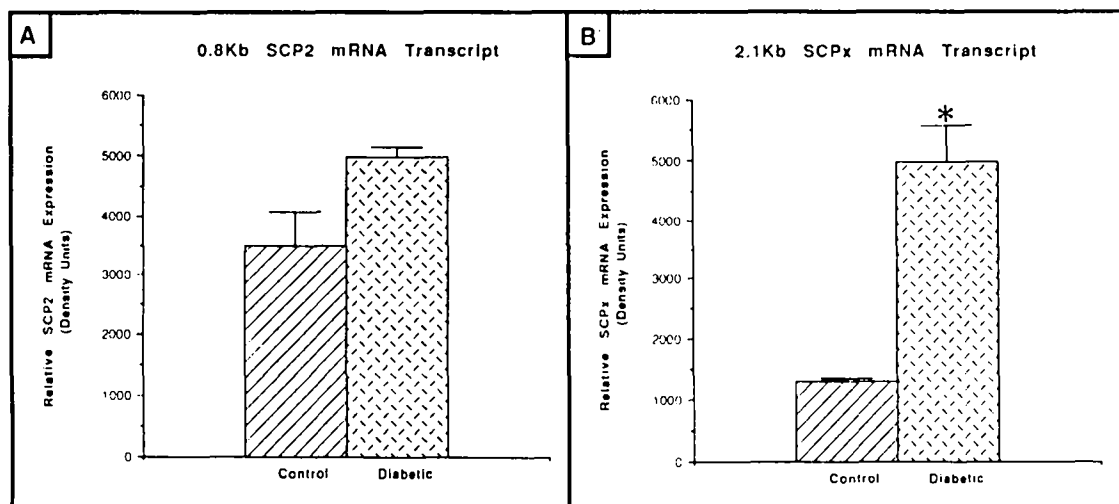 A
0.8Kb SCP2 mRNA Transcript
Relative SCP2 mRNA Expression
(Density Units)
6000
5000
4000
3000
2000
1000
0
Control
Diabetic
B
2.1Kb SCPx mRNA Transcript
Relative SCPx mRNA Expression
(Density Units)
6000
5000
4000
3000
2000
1000
0
*
Control
Diabetic